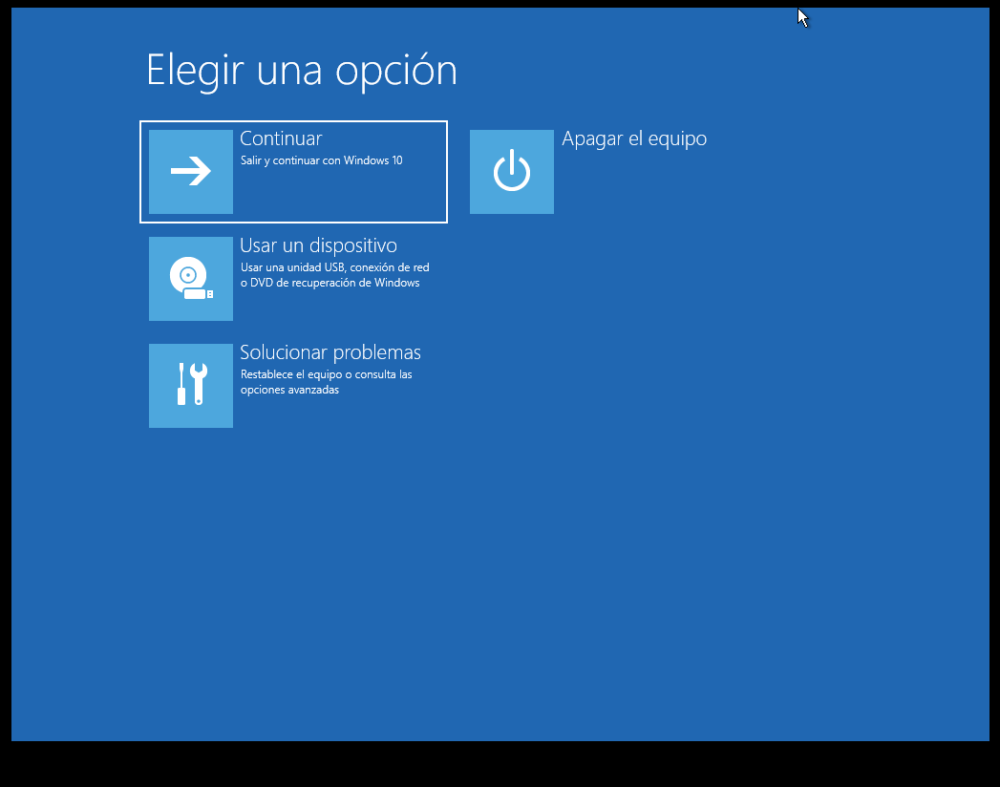 Elegir una opción
Continuar
Salir y continuar con Windows 10
Apagar el equipo
Usar un dispositivo
Usar una unidad USB, conexión de red
o DVD de recuperación de Windows
Solucionar problemas
Restablece el equipo o consulta las
opciones avanzadas